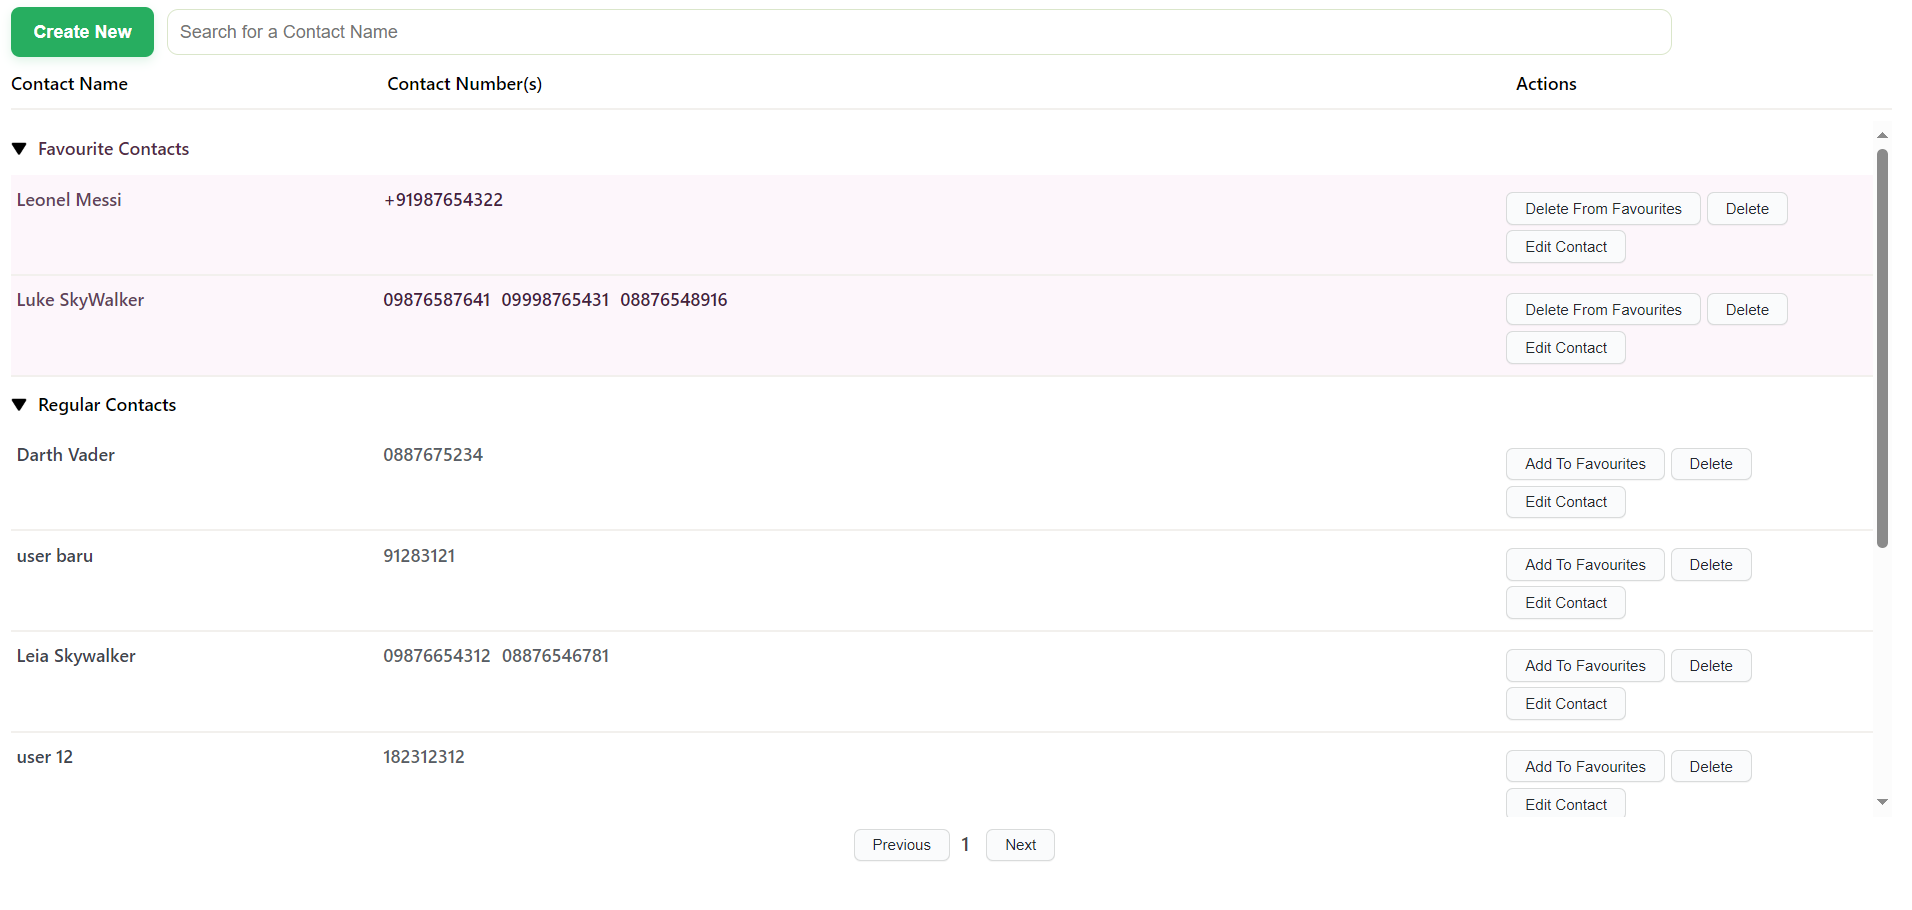 Create New Search for a Contact Name
Contact Name Contact Number(s) Actions
Favourite Contacts
Leonel Messi +91987654322 Delete From Favourites Delete
Edit Contact
Luke SkyWalker 09876587641 09998765431 08876548916 Delete From Favourites Delete
Edit Contact
Regular Contacts
Darth Vader 0887675234 Add To Favourites Delete
Edit Contact
user baru 91283121 Add To Favourites Delete
Edit Contact
Leia Skywalker 09876654312 08876546781 Add To Favourites Delete
Edit Contact
user 12 182312312 Add To Favourites Delete
Edit Contact
Previous 1 Next